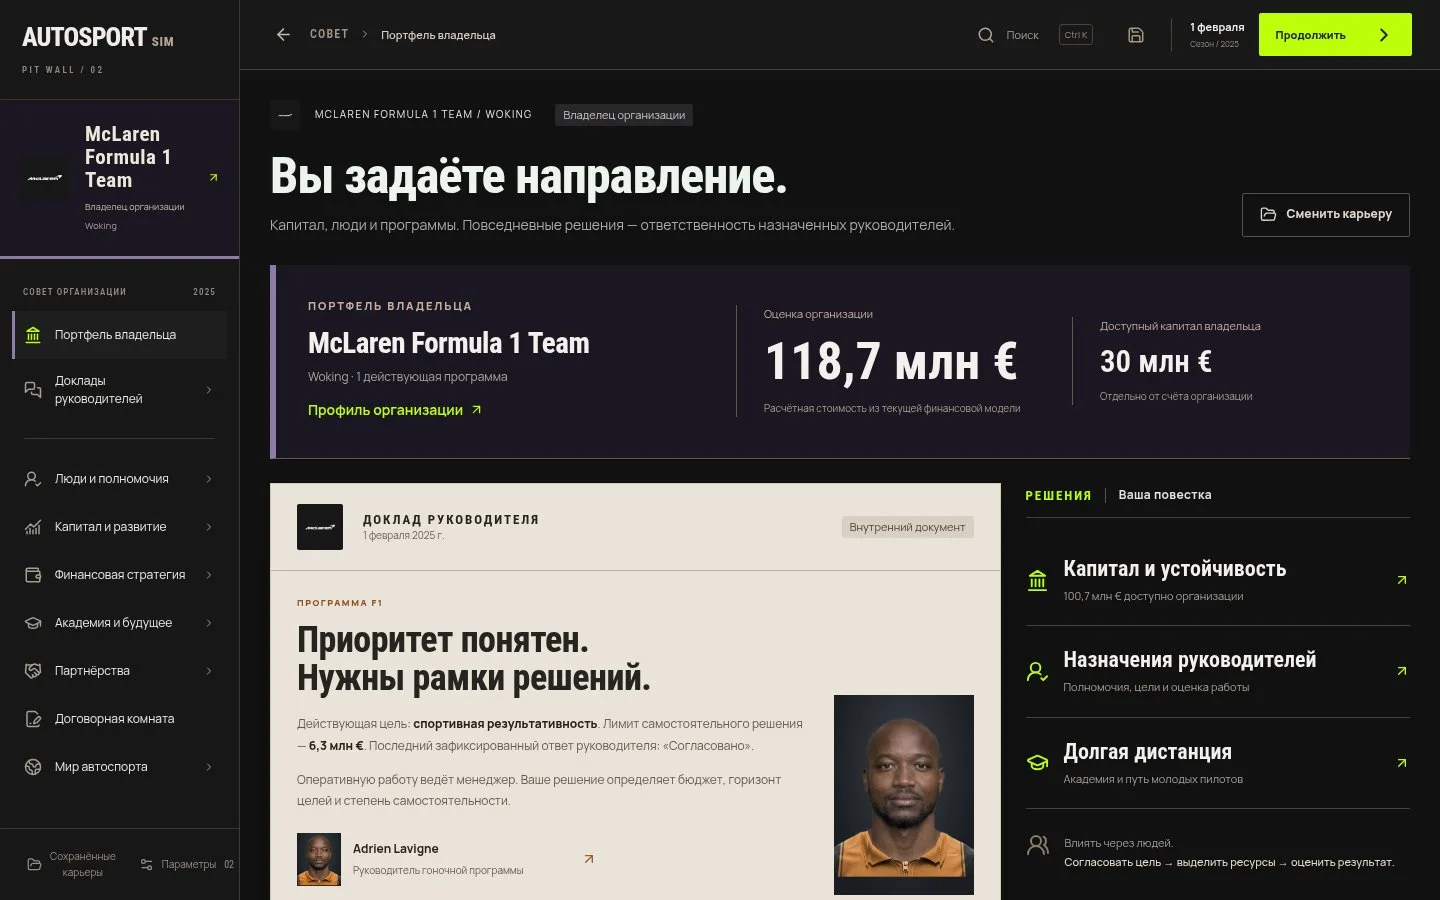 AUTOSPORT SIM
PIT WALL / 02
McLaren
Formula 1
Team
Владелец организации
Woking
СОВЕТ ОРГАНИЗАЦИИ 2025
Портфель владельца
Доклады
руководителей
Люди и полномочия
Капитал и развитие
Финансовая стратегия
Академия и будущее
Партнёрства
Договорная комната
Мир автоспорта
Сохранённые
карьеры
Параметры 02
СОВЕТ > Портфель владельца
Поиск Ctrl K
1 февраля
Сезон / 2025
Продолжить
MCLAREN FORMULA 1 TEAM / WOKING
Владелец организации
Вы задаёте направление.
Капитал, люди и программы. Повседневные решения — ответственность назначенных руководителей.
Сменить карьеру
ПОРТФЕЛЬ ВЛАДЕЛЬЦА
McLaren Formula 1 Team
Woking · 1 действующая программа
Профиль организации
Оценка организации
118,7 млн €
Расчётная стоимость из текущей финансовой модели
Доступный капитал владельца
30 млн €
Отдельно от счёта организации
McLaren
ДОКЛАД РУКОВОДИТЕЛЯ
1 февраля 2025 г.
Внутренний документ
ПРОГРАММА F1
Приоритет понятен.
Нужны рамки решений.
Действующая цель: спортивная результативность. Лимит самостоятельного решения
— 6,3 млн €. Последний зафиксированный ответ руководителя: «Согласовано».
Оперативную работу ведёт менеджер. Ваше решение определяет бюджет, горизонт
целей и степень самостоятельности.
Adrien Lavigne
Руководитель гоночной программы
РЕШЕНИЯ Ваша повестка
Капитал и устойчивость
100,7 млн € доступно организации
Назначения руководителей
Полномочия, цели и оценка работы
Долгая дистанция
Академия и путь молодых пилотов
Влиять через людей.
Согласовать цель → выделить ресурсы → оценить результат.